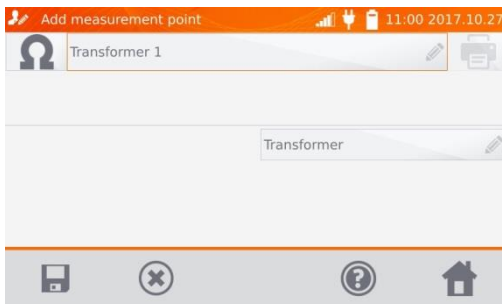 Add measurement point 11:00 2017.10.27
Ω Transformer 1
Transformer
?